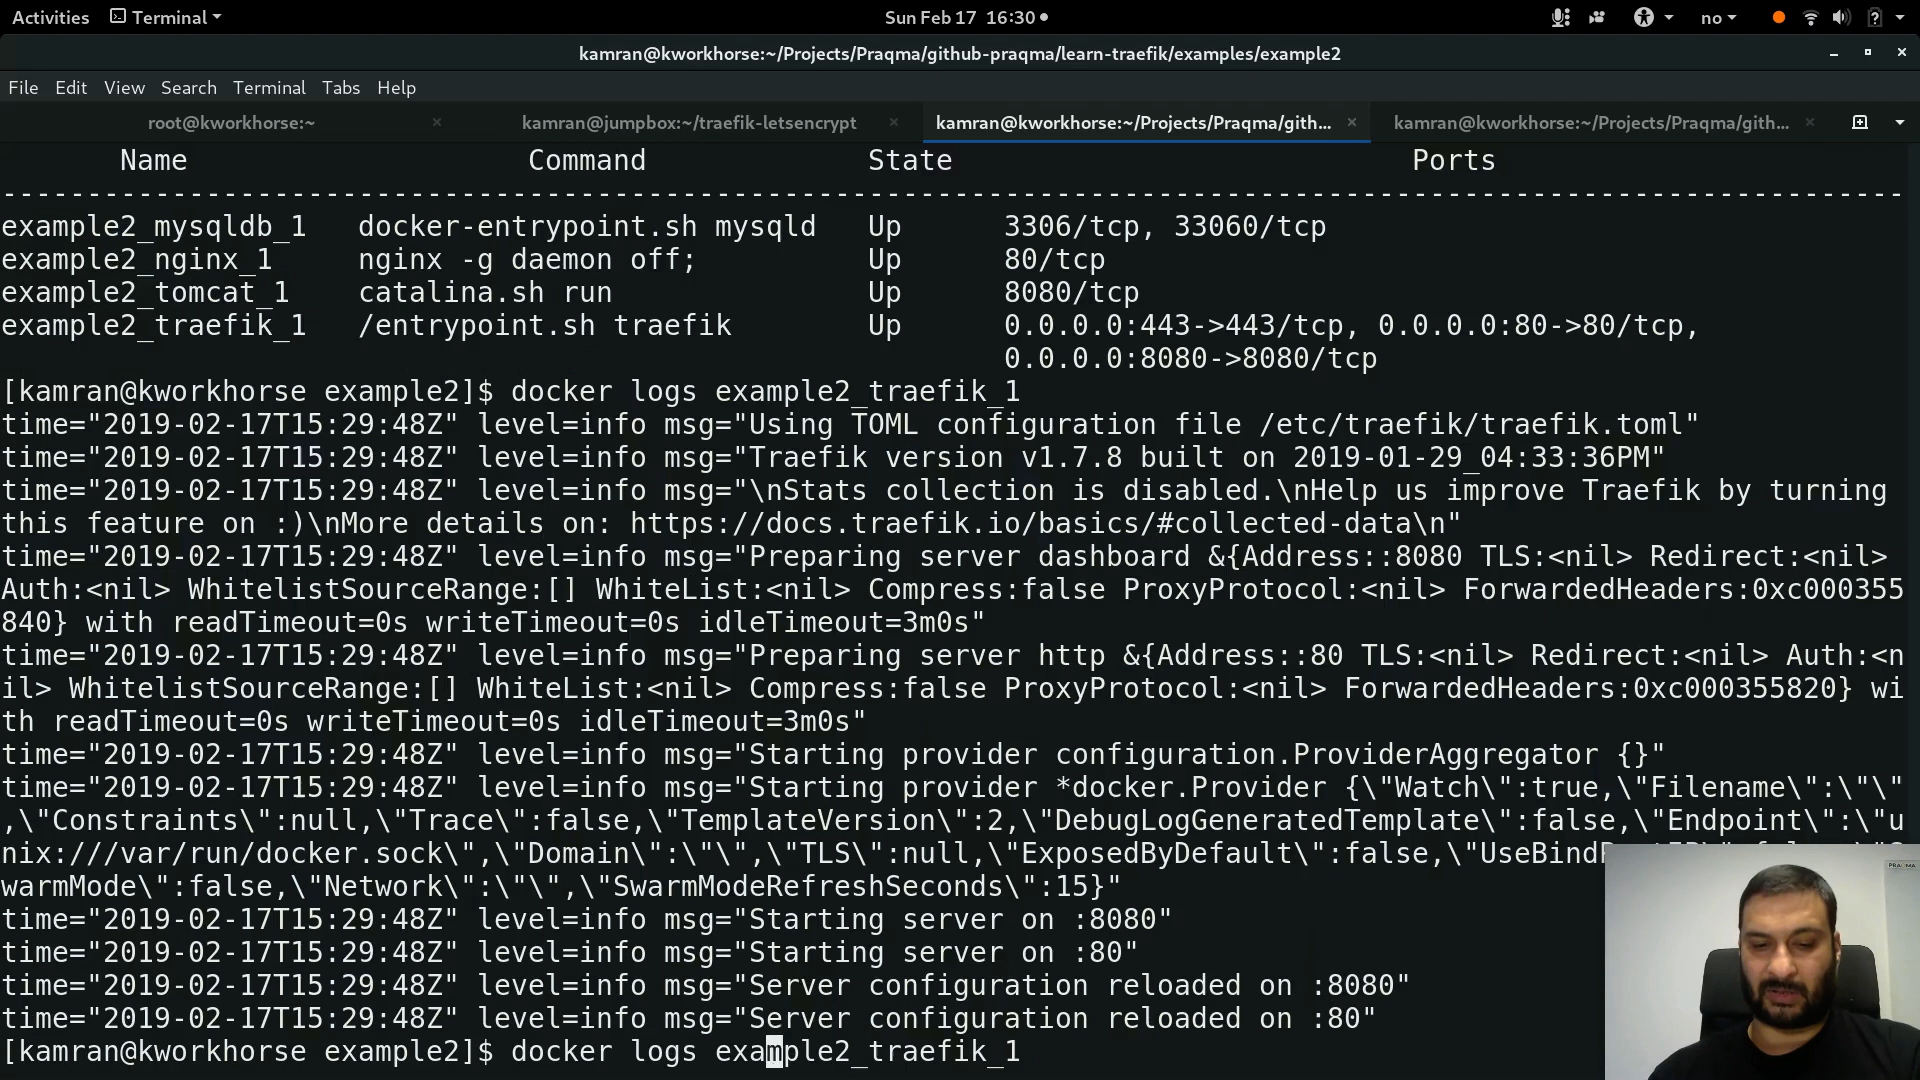 Activities Terminal Sun Feb 17 16:30 no
kamran@kworkhorse:~/Projects/Praqma/github-praqma/learn-traefik/examples/example2
File Edit View Search Terminal Tabs Help
root@kworkhorse:~ kamran@jumpbox:~/traefik-letsencrypt kamran@kworkhorse:~/Projects/Praqma/gith... kamran@kworkhorse:~/Projects/Praqma/gith...
Name Command State Ports
--------------------------------------------------------------------------------------------------------------------
example2_mysqldb_1 docker-entrypoint.sh mysqld Up 3306/tcp, 33060/tcp
example2_nginx_1 nginx -g daemon off; Up 80/tcp
example2_tomcat_1 catalina.sh run Up 8080/tcp
example2_traefik_1 /entrypoint.sh traefik Up 0.0.0.0:443->443/tcp, 0.0.0.0:80->80/tcp,
0.0.0.0:8080->8080/tcp
[kamran@kworkhorse example2]$ docker logs example2_traefik_1
time="2019-02-17T15:29:48Z" level=info msg="Using TOML configuration file /etc/traefik/traefik.toml"
time="2019-02-17T15:29:48Z" level=info msg="Traefik version v1.7.8 built on 2019-01-29_04:33:36PM"
time="2019-02-17T15:29:48Z" level=info msg="\nStats collection is disabled.\nHelp us improve Traefik by turning
this feature on :)\nMore details on: https://docs.traefik.io/basics/#collected-data\n"
time="2019-02-17T15:29:48Z" level=info msg="Preparing server dashboard &{Address::8080 TLS:<nil> Redirect:<nil>
Auth:<nil> WhitelistSourceRange:[] WhiteList:<nil> Compress:false ProxyProtocol:<nil> ForwardedHeaders:0xc000355
840} with readTimeout=0s writeTimeout=0s idleTimeout=3m0s"
time="2019-02-17T15:29:48Z" level=info msg="Preparing server http &{Address::80 TLS:<nil> Redirect:<nil> Auth:<n
il> WhitelistSourceRange:[] WhiteList:<nil> Compress:false ProxyProtocol:<nil> ForwardedHeaders:0xc000355820} wi
th readTimeout=0s writeTimeout=0s idleTimeout=3m0s"
time="2019-02-17T15:29:48Z" level=info msg="Starting provider configuration.ProviderAggregator {}"
time="2019-02-17T15:29:48Z" level=info msg="Starting provider *docker.Provider {\"Watch\":true,\"Filename\":\"\"
,\"Constraints\":null,\"Trace\":false,\"TemplateVersion\":2,\"DebugLogGeneratedTemplate\":false,\"Endpoint\":\"u
nix:///var/run/docker.sock\",\"Domain\":\"\",\"TLS\":null,\"ExposedByDefault\":false,
warmMode\":false,\"Network\":\"\",\"SwarmModeRefreshSeconds\":15}"
time="2019-02-17T15:29:48Z" level=info msg="Starting server on :8080"
time="2019-02-17T15:29:48Z" level=info msg="Starting server on :80"
time="2019-02-17T15:29:48Z" level=info msg="Server configuration reloaded on :8080"
time="2019-02-17T15:29:48Z" level=info msg="Server configuration reloaded on :80"
[kamran@kworkhorse example2]$ docker logs example2_traefik_1
PRAQMA